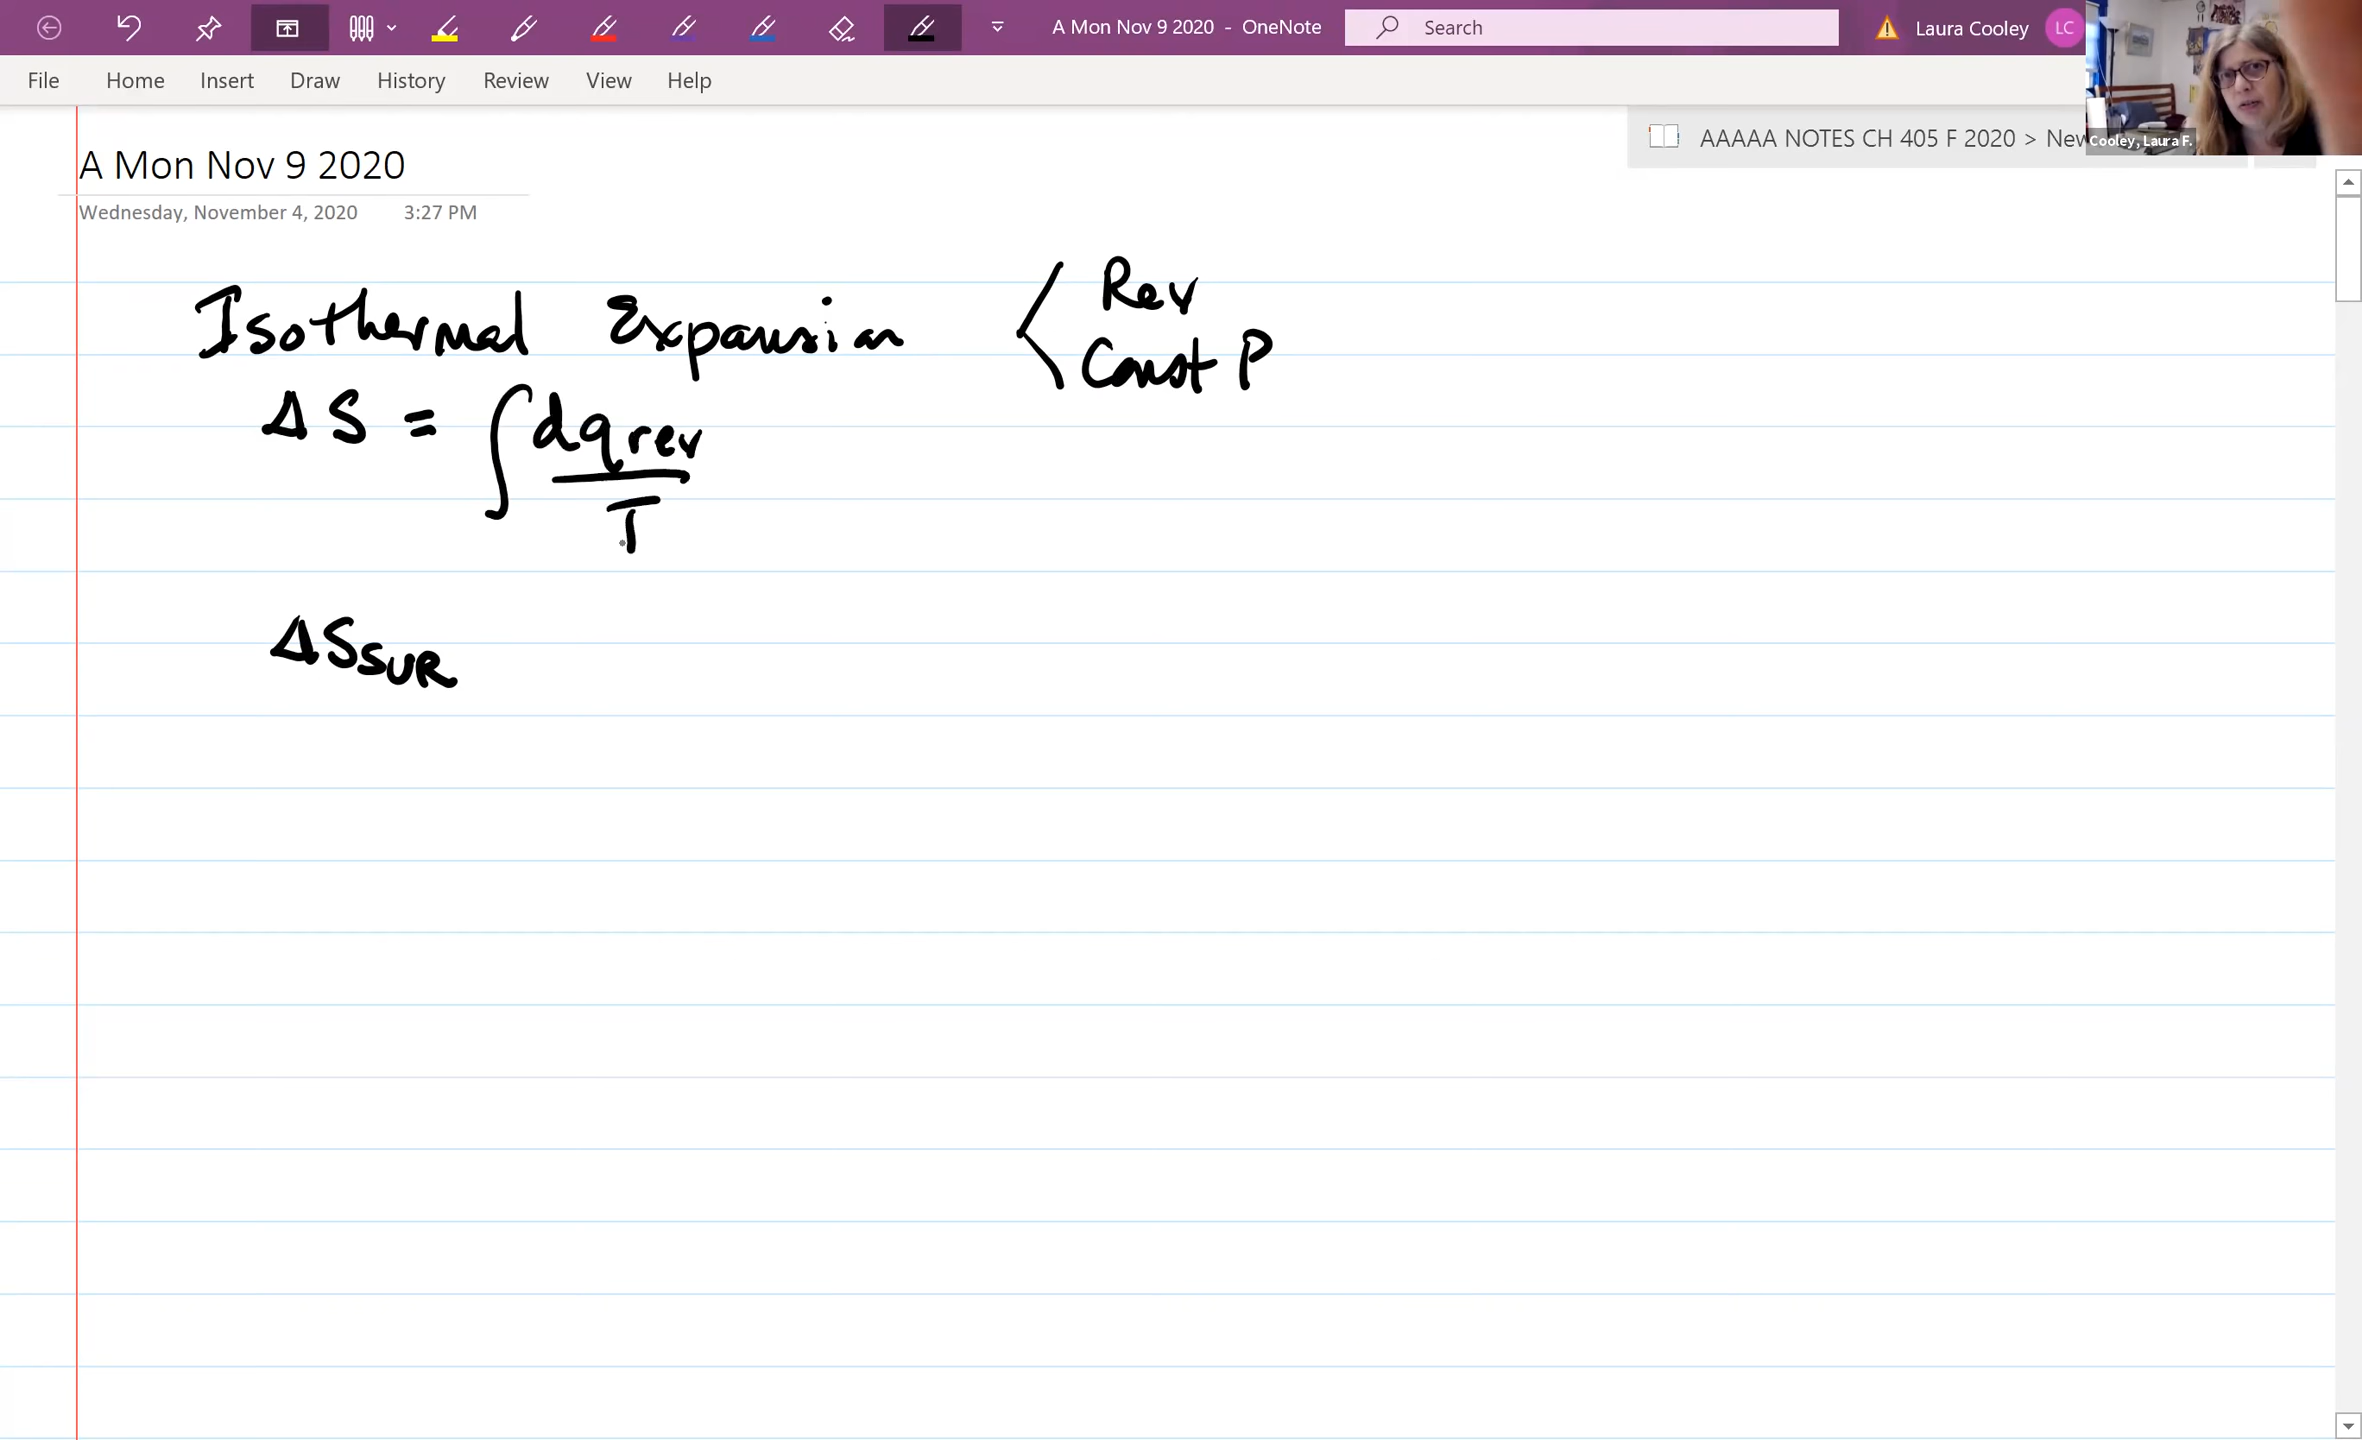 A Mon Nov 9 2020 - OneNote
Search
Laura Cooley
LC
File Home Insert Draw History Review View Help
AAAAA NOTES CH 405 F 2020 > New
Cooley, Laura F.
A Mon Nov 9 2020
Wednesday, November 4, 2020 3:27 PM
Isothermal Expansion < Rev
Const P
ΔS = ∫ dqrev
T
ΔSSUR